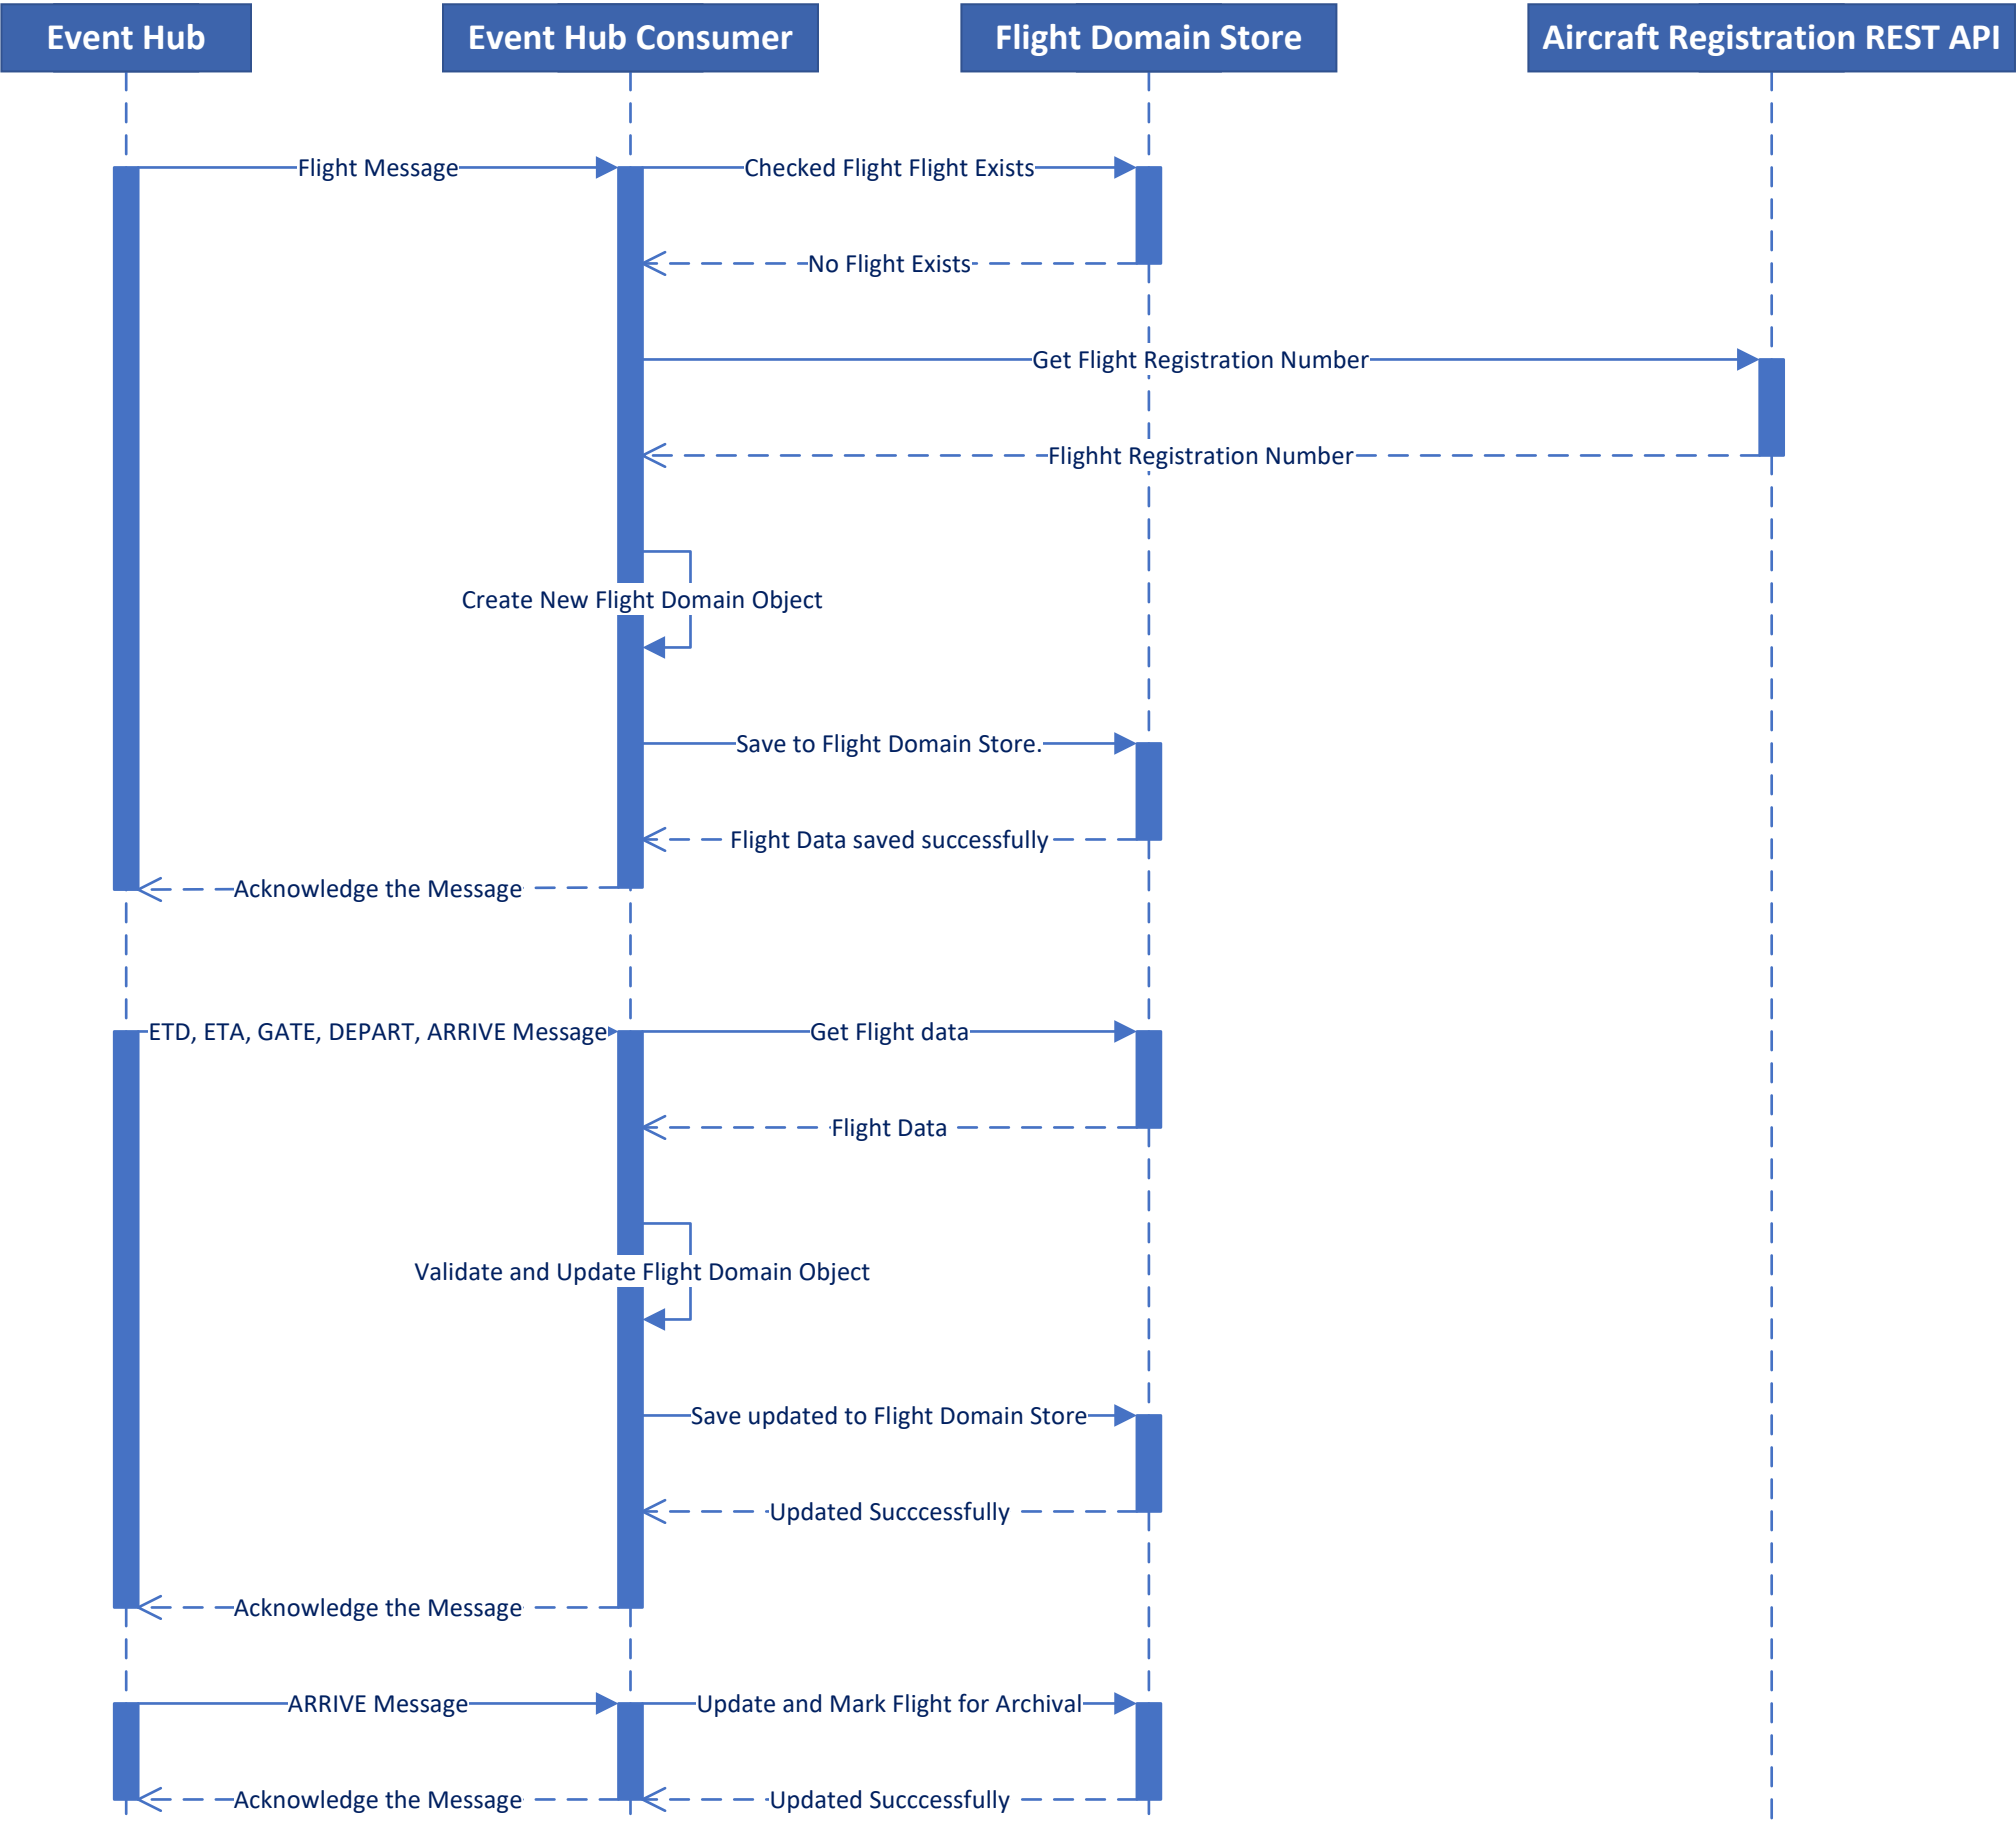 Event Hub
Event Hub Consumer
Flight Domain Store
Aircraft Registration REST API
Flight Message
Checked Flight Flight Exists
No Flight Exists
Get Flight Registration Number
Flighht Registration Number
Create New Flight Domain Object
Save to Flight Domain Store.
Flight Data saved successfully
Acknowledge the Message
ETD, ETA, GATE, DEPART, ARRIVE Message
Get Flight data
Flight Data
Validate and Update Flight Domain Object
Save updated to Flight Domain Store
Updated Succcessfully
Acknowledge the Message
ARRIVE Message
Update and Mark Flight for Archival
Acknowledge the Message
Updated Succcessfully